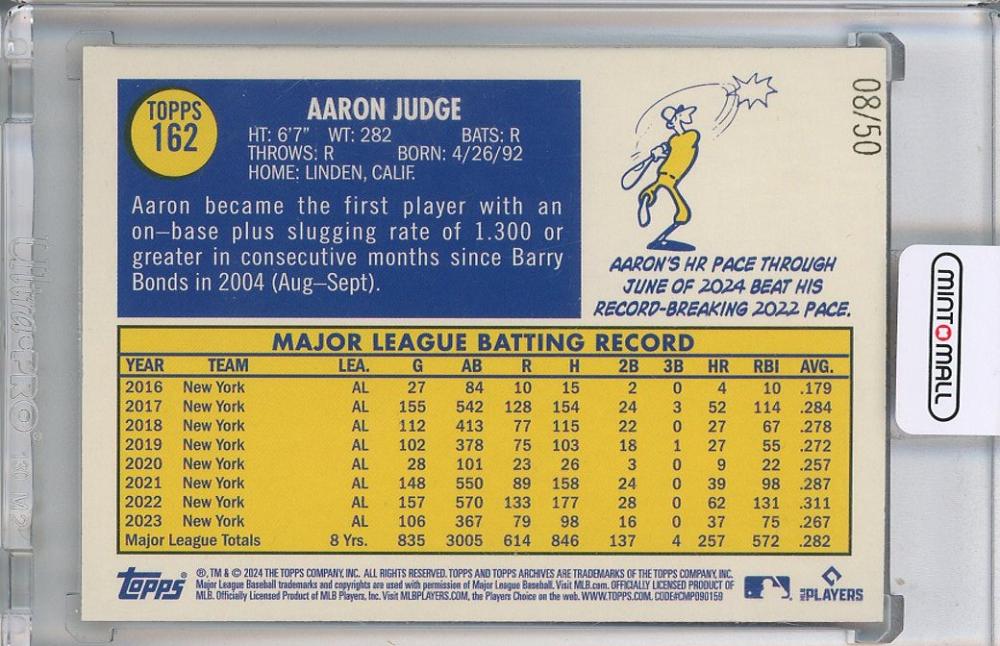 TOPPS
162
AARON JUDGE
HT: 6'7" WT: 282 BATS: R
THROWS: R BORN: 4/26/92
HOME: LINDEN, CALIF.
Aaron became the first player with an
on-base plus slugging rate of 1.300 or
greater in consecutive months since Barry
Bonds in 2004 (Aug–Sept).
AARON'S HR PACE THROUGH
JUNE OF 2024 BEAT HIS
RECORD-BREAKING 2022 PACE.
08/50
MINTOMALL
MAJOR LEAGUE BATTING RECORD
YEAR TEAM LEA. G AB R H 2B 3B HR RBI AVG.
2016 New York AL 27 84 10 15 2 0 4 10 .179
2017 New York AL 155 542 128 154 24 3 52 114 .284
2018 New York AL 112 413 77 115 22 0 27 67 .278
2019 New York AL 102 378 75 103 18 1 27 55 .272
2020 New York AL 28 101 23 26 3 0 9 22 .257
2021 New York AL 148 550 89 158 24 0 39 98 .287
2022 New York AL 157 570 133 177 28 0 62 131 .311
2023 New York AL 106 367 79 98 16 0 37 75 .267
Major League Totals 8 Yrs. 835 3005 614 846 137 4 257 572 .282
TOPPS
®, TM & © 2024 THE TOPPS COMPANY, INC. ALL RIGHTS RESERVED. TOPPS AND TOPPS ARCHIVES ARE TRADEMARKS OF THE TOPPS COMPANY, INC.
Major League Baseball trademarks and copyrights are used with permission of Major League Baseball. Visit MLB.com. OFFICIALLY LICENSED PRODUCT OF
MLB. Officially Licensed Product of MLB Players, Inc. Visit MLBPLAYERS.COM, the Players Choice on the web. WWW.TOPPS.COM. CODE#CMP090159
MLB PLAYERS
Ultra PRO